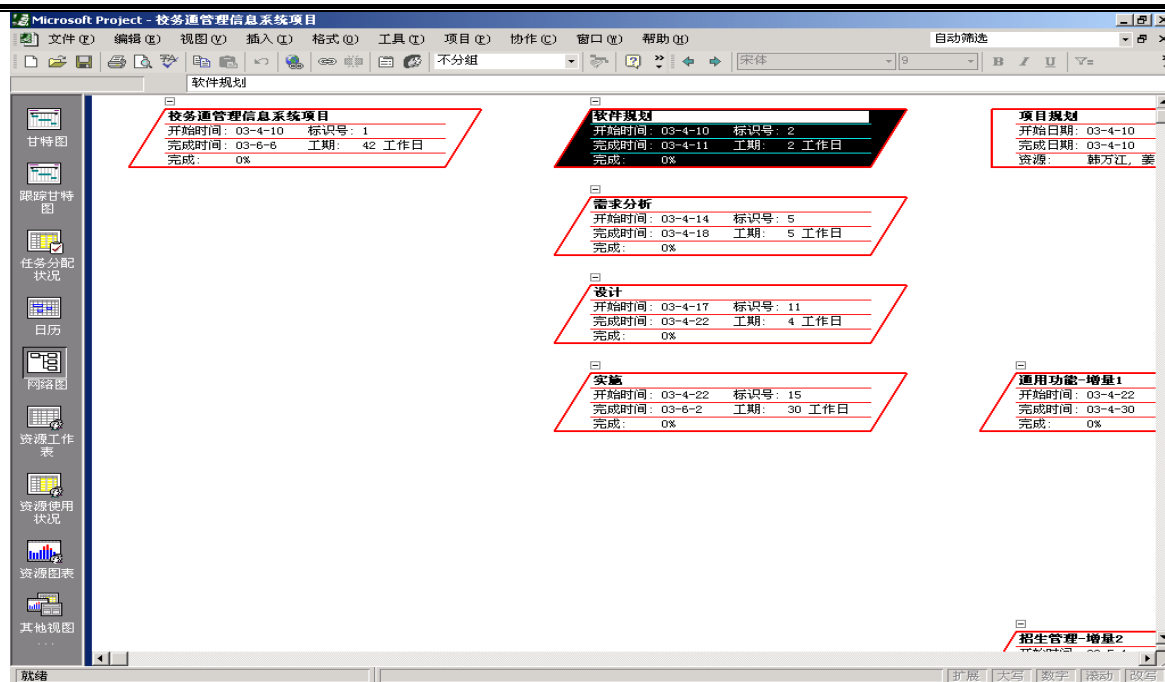 Microsoft Project - 校务通管理信息系统项目
文件(F) 编辑(E) 视图(V) 插入(I) 格式(O) 工具(T) 项目(P) 协作(C) 窗口(W) 帮助(H) 自动筛选
不分组 宋体 9 B I U
软件规划
甘特图
跟踪甘特
图
任务分配
状况
日历
网络图
资源工作
表
资源使用
状况
资源图表
其他视图
...
校务通管理信息系统项目
开始时间: 03-4-10 标识号: 1
完成时间: 03-6-6 工期: 42 工作日
完成: 0%
软件规划
开始时间: 03-4-10 标识号: 2
完成时间: 03-4-11 工期: 2 工作日
完成: 0%
项目规划
开始日期: 03-4-10
完成日期: 03-4-10
资源: 韩万江, 姜
需求分析
开始时间: 03-4-14 标识号: 5
完成时间: 03-4-18 工期: 5 工作日
完成: 0%
设计
开始时间: 03-4-17 标识号: 11
完成时间: 03-4-22 工期: 4 工作日
完成: 0%
实施
开始时间: 03-4-22 标识号: 15
完成时间: 03-6-2 工期: 30 工作日
完成: 0%
通用功能-增量1
开始时间: 03-4-22
完成时间: 03-4-30
完成: 0%
招生管理-增量2
就绪 扩展 大写 数字 滚动 改写